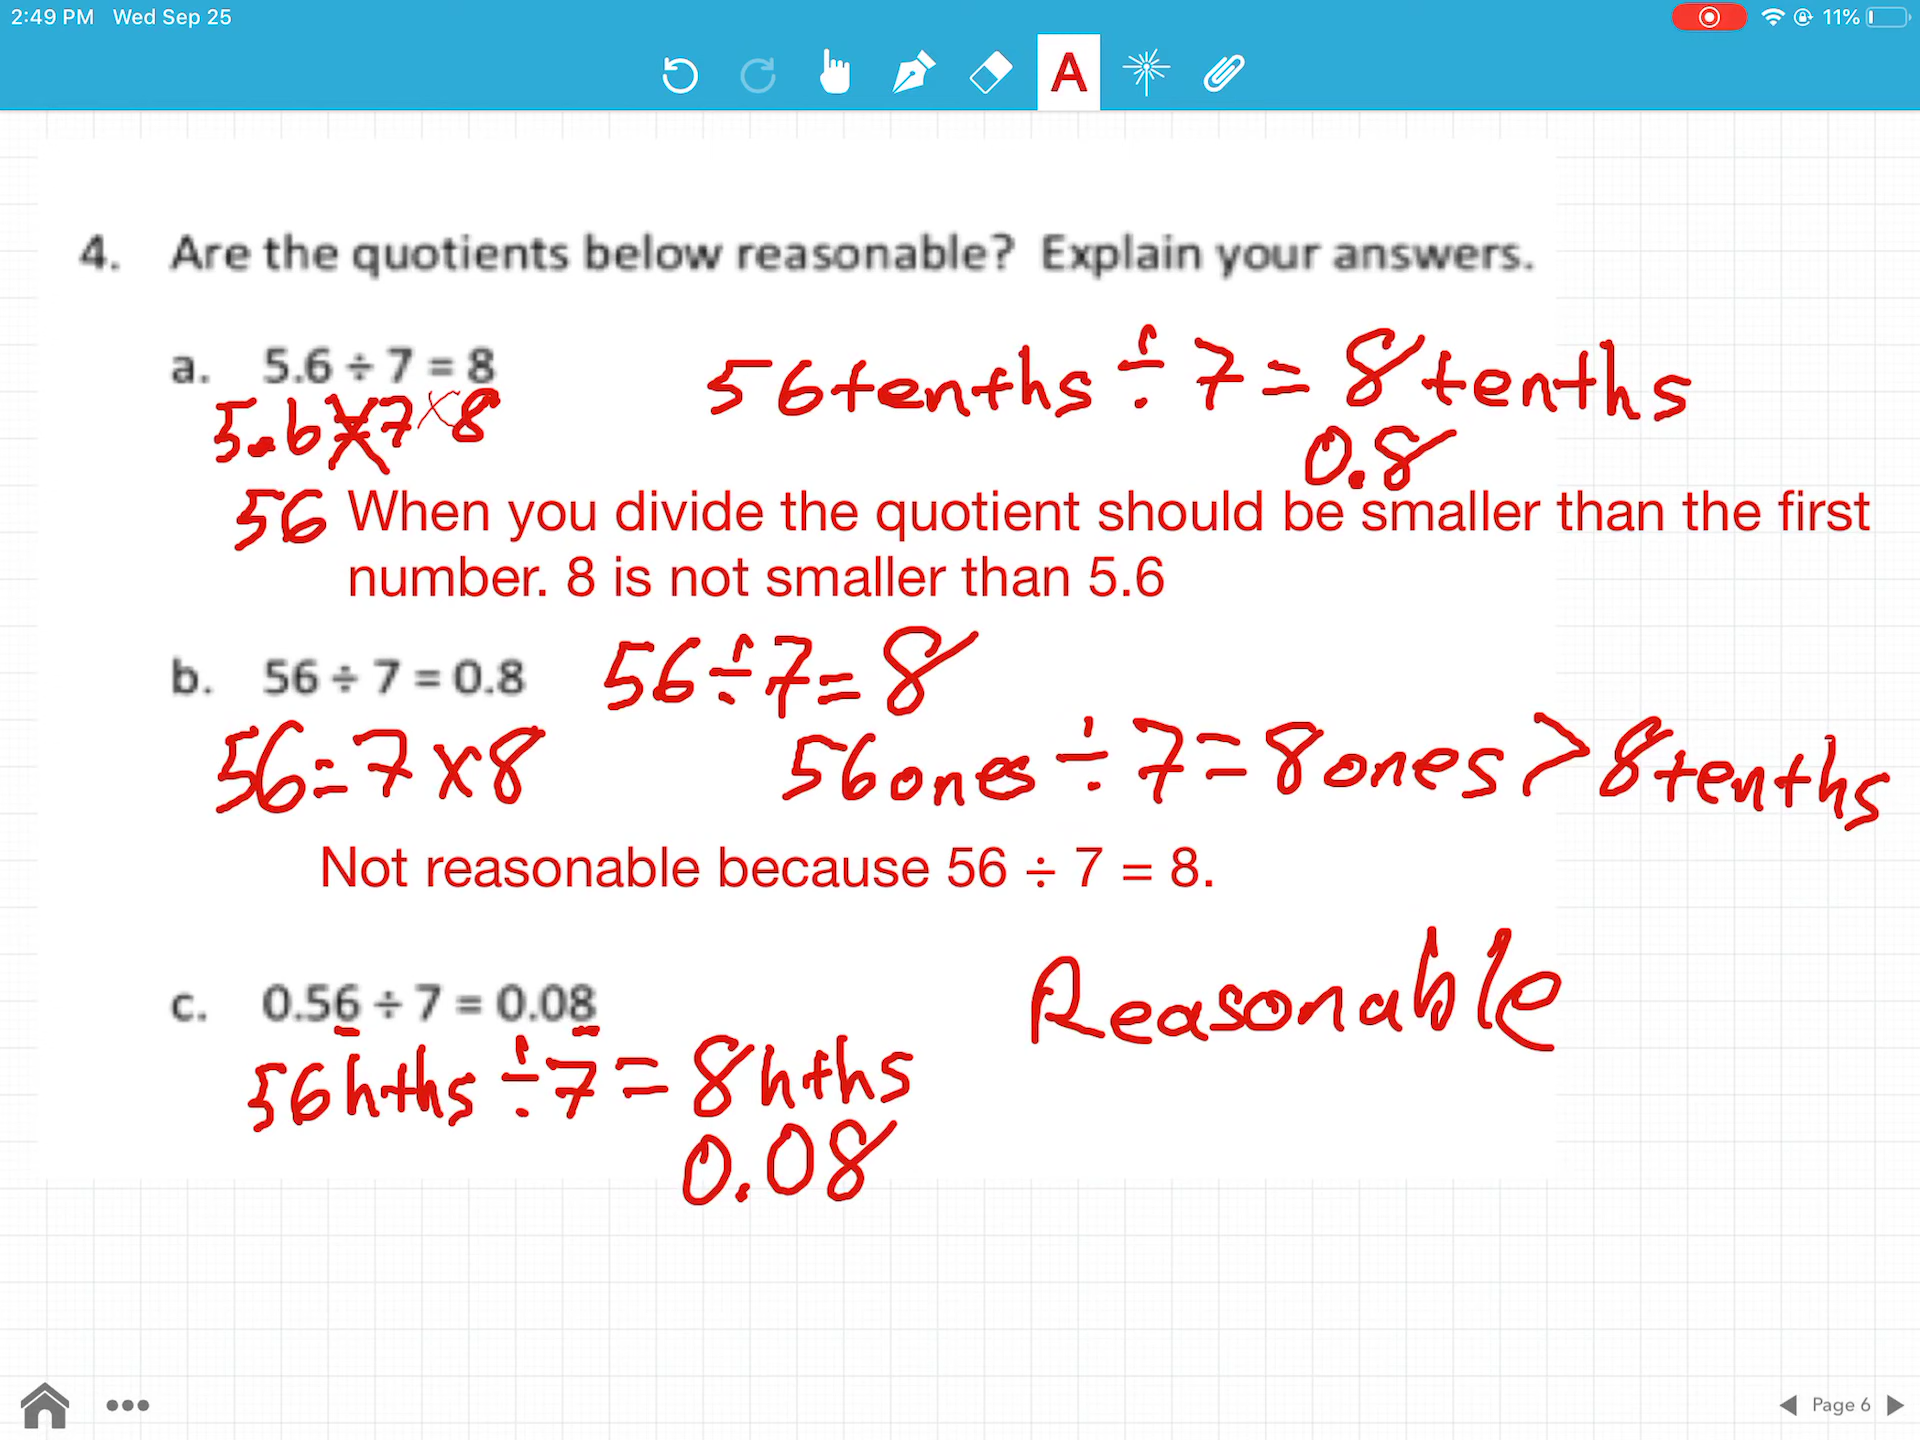 2:49 PM Wed Sep 25 11%
A
4. Are the quotients below reasonable? Explain your answers.
a. 5.6 ÷ 7 = 8 56 tenths ÷ 7 = 8 tenths
5.6 ≠ 7 × 8 0.8
56 When you divide the quotient should be smaller than the first
number. 8 is not smaller than 5.6
b. 56 ÷ 7 = 0.8 56 ÷ 7 = 8
56 = 7 × 8 56 ones ÷ 7 = 8 ones > 8 tenths
Not reasonable because 56 ÷ 7 = 8.
c. 0.56 ÷ 7 = 0.08 Reasonable
56 hths ÷ 7 = 8 hths
0.08
Page 6